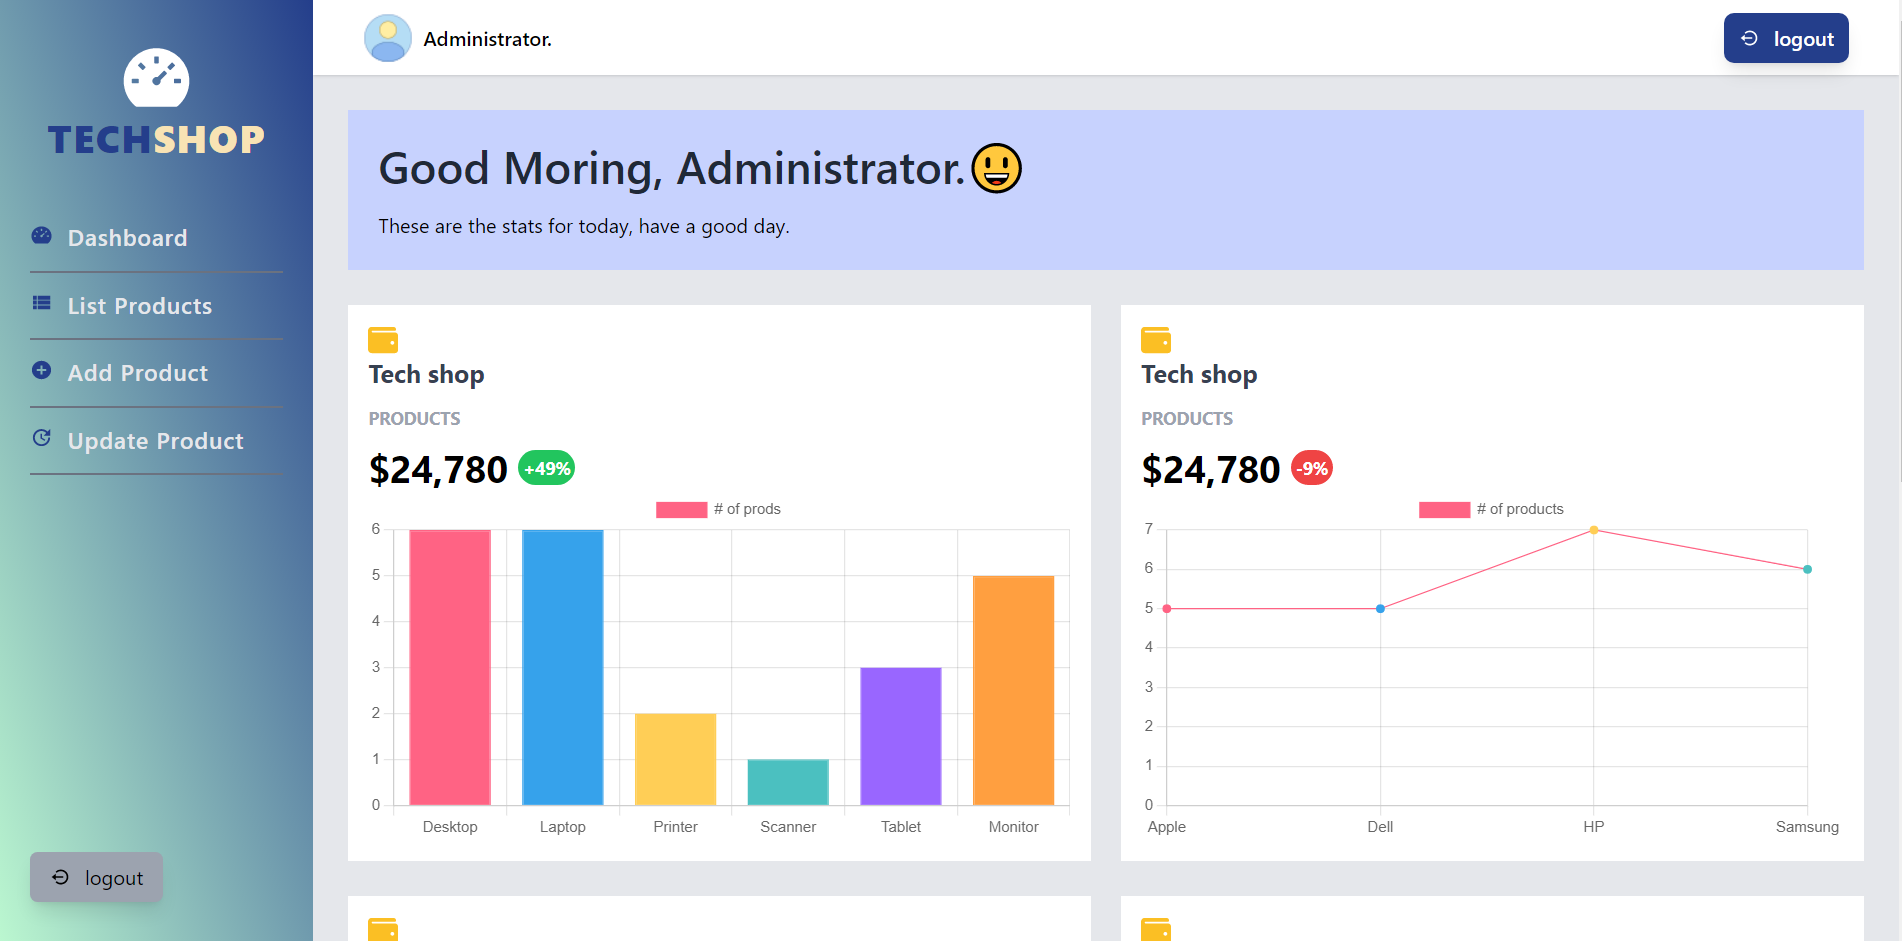 TECHSHOP
Dashboard
List Products
Add Product
Update Product
logout
Administrator.
logout
Good Moring, Administrator.
These are the stats for today, have a good day.
Tech shop
PRODUCTS
$24,780 +49%
# of prods
6
5
4
3
2
1
0
Desktop Laptop Printer Scanner Tablet Monitor
Tech shop
PRODUCTS
$24,780 -9%
# of products
7
6
5
4
3
2
1
0
Apple Dell HP Samsung